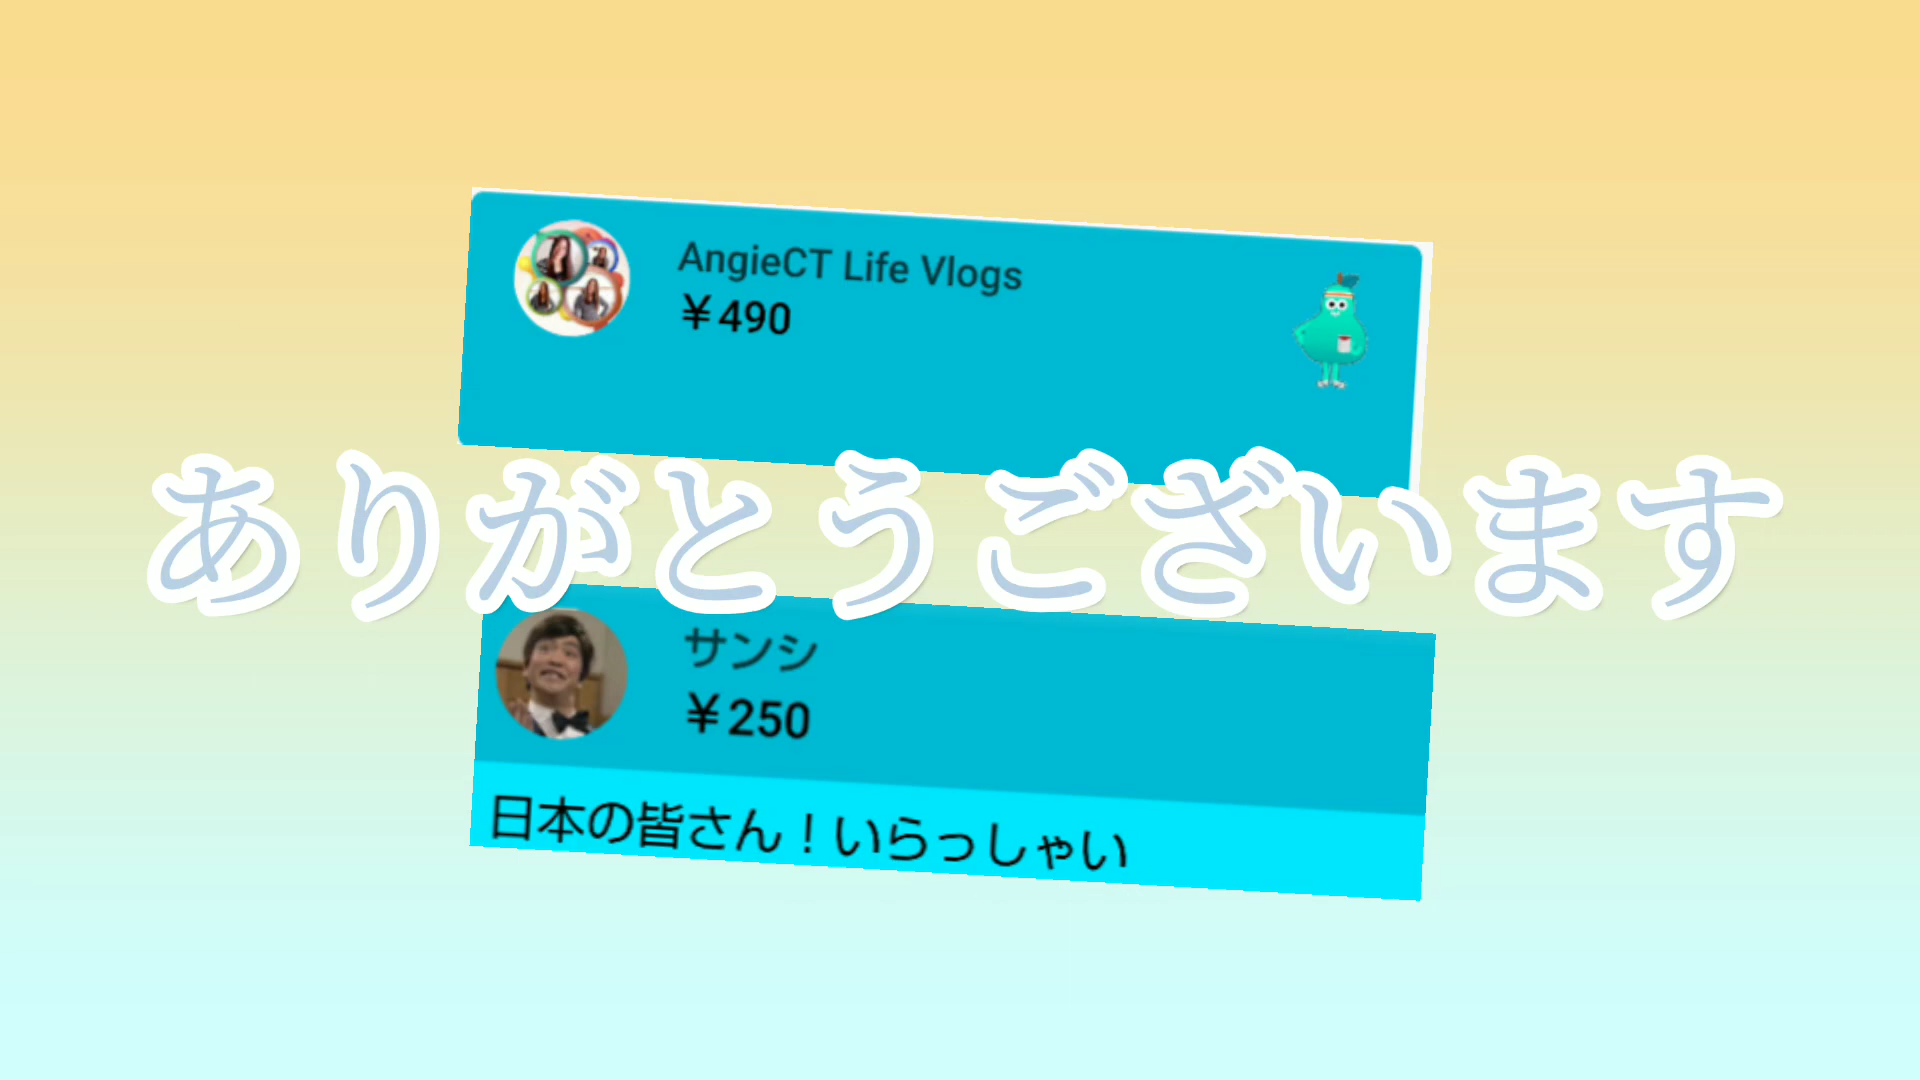 AngieCT Life Vlogs
￥490
ありがとうございます
サンシ
￥250
日本の皆さん！いらっしゃい